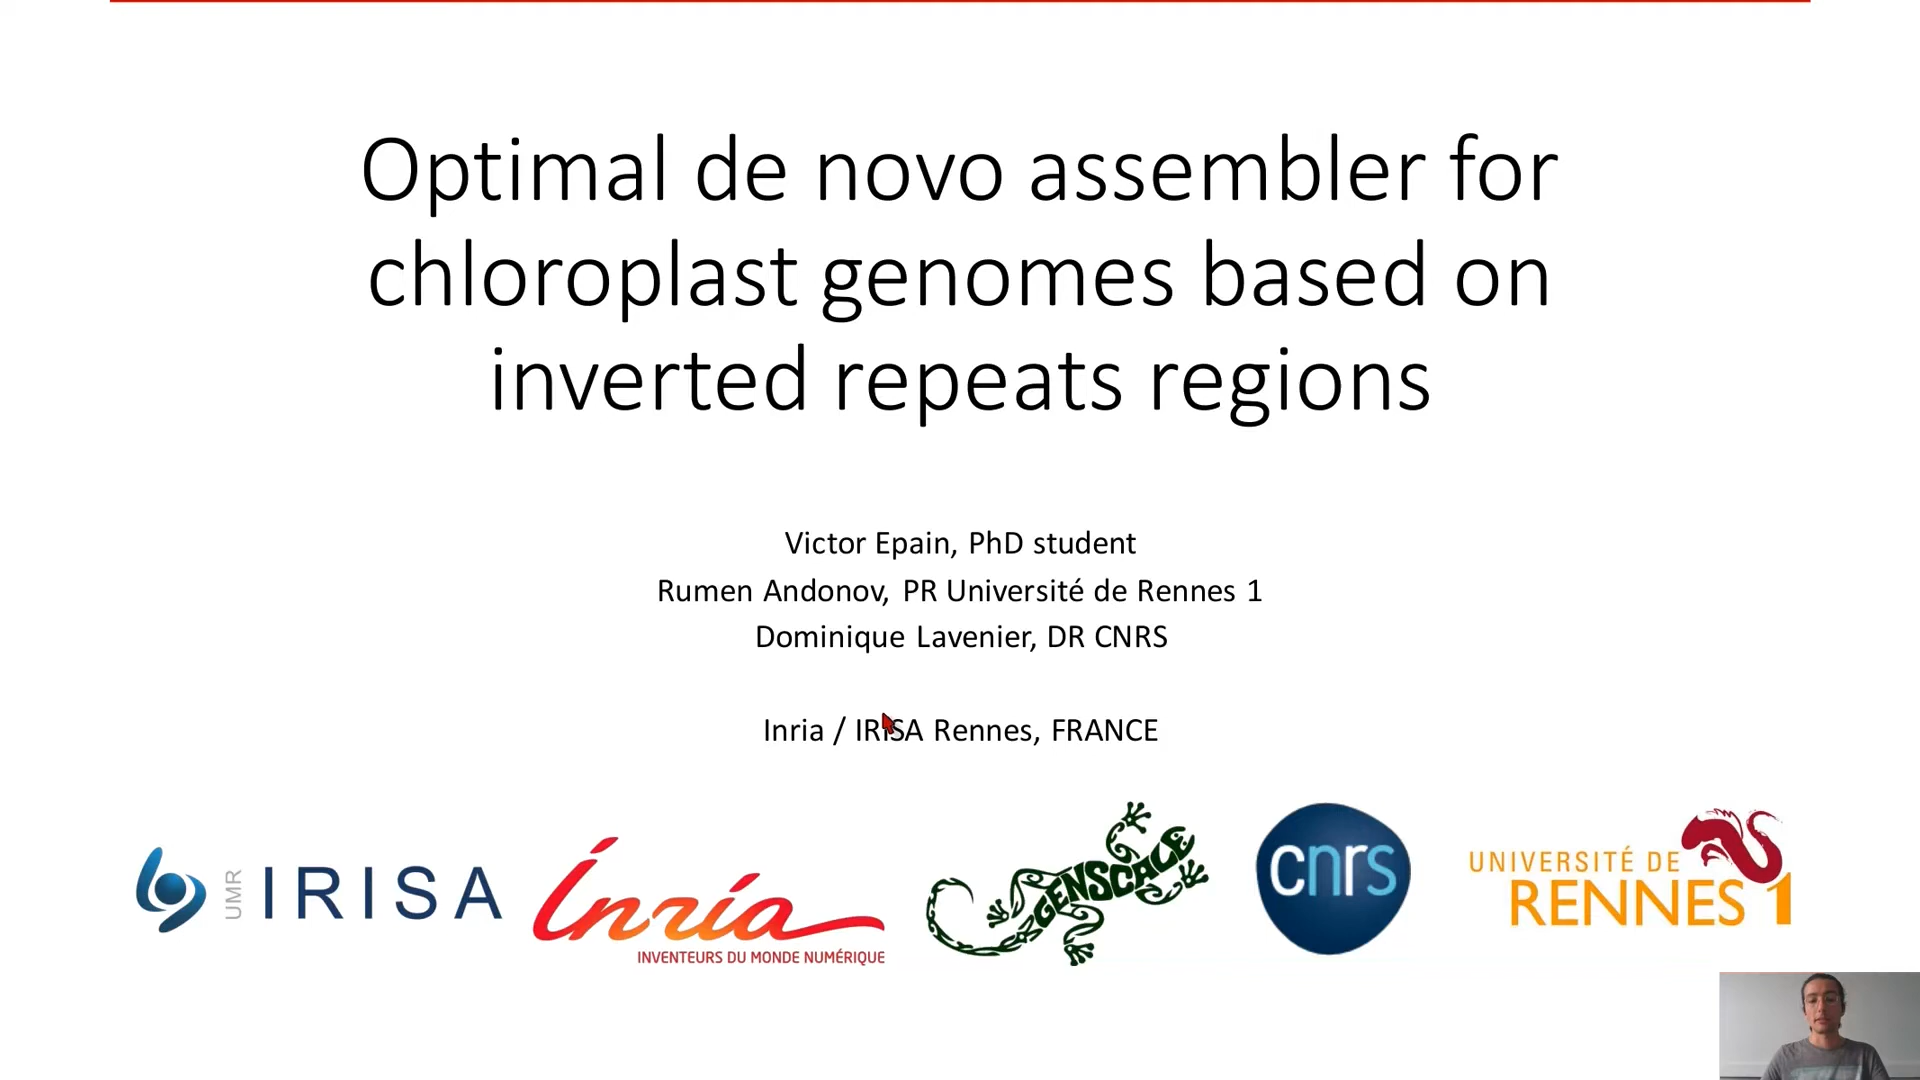 Optimal de novo assembler for
chloroplast genomes based on
inverted repeats regions
Victor Epain, PhD student
Rumen Andonov, PR Université de Rennes 1
Dominique Lavenier, DR CNRS
Inria / IRISA Rennes, FRANCE
UMR IRISA
Inria
INVENTEURS DU MONDE NUMÉRIQUE
GENSCALE
cnrs
UNIVERSITÉ DE
RENNES 1